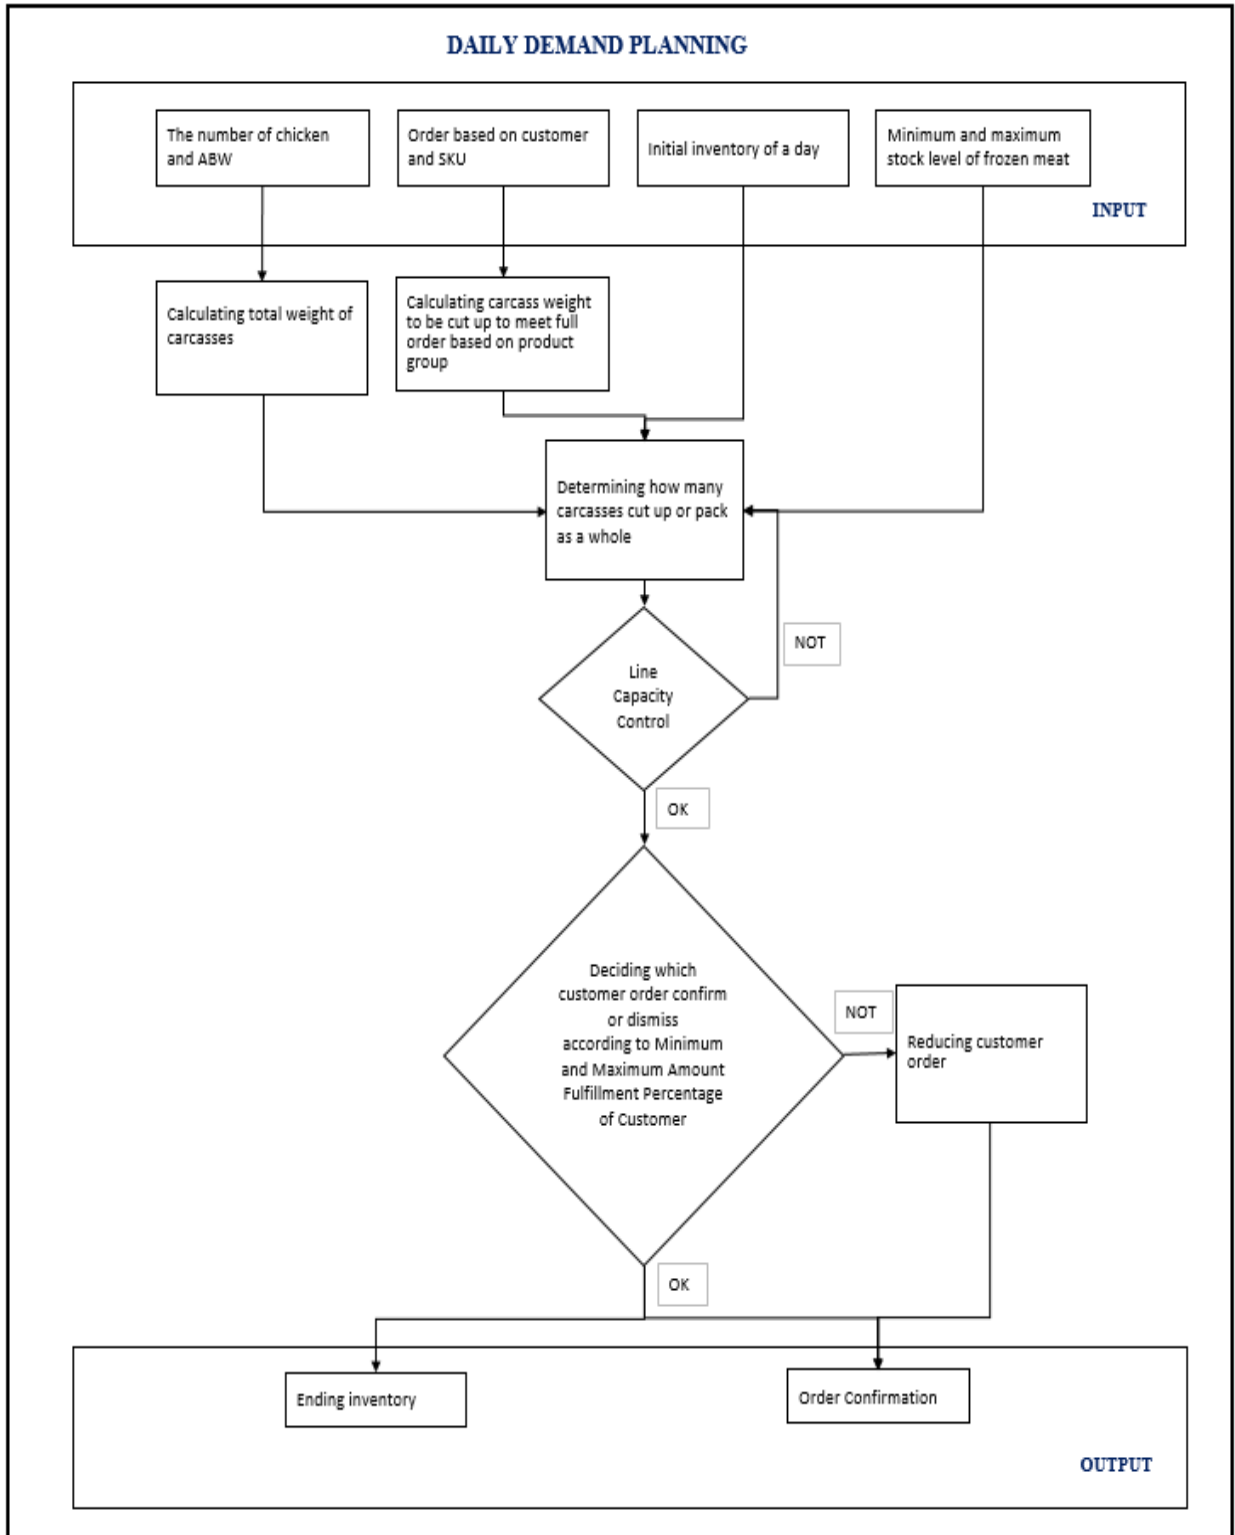 DAILY DEMAND PLANNING
The number of chicken
and ABW
Order based on customer
and SKU
Initial inventory of a day
Minimum and maximum
stock level of frozen meat
INPUT
Calculating total weight of
carcasses
Calculating carcass weight
to be cut up to meet full
order based on product
group
Determining how many
carcasses cut up or pack
as a whole
NOT
Line
Capacity
Control
OK
Deciding which
customer order confirm
or dismiss
according to Minimum
and Maximum Amount
Fulfillment Percentage
of Customer
NOT
Reducing customer
order
OK
Ending inventory
Order Confirmation
OUTPUT